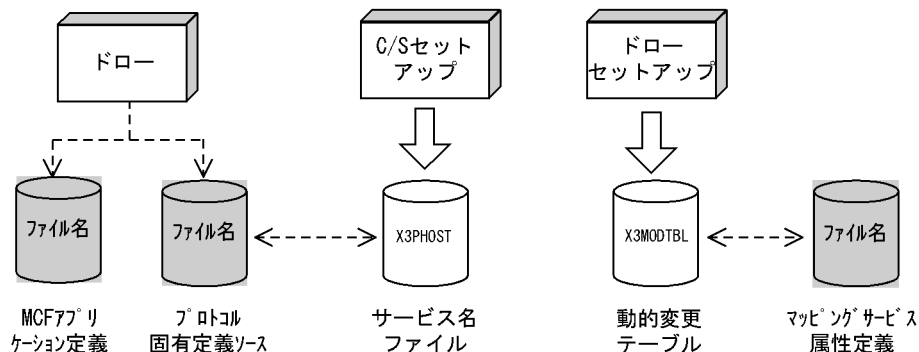 ドロー
C/Sセット
アップ
ドロー
セットアップ
ファイル名
ファイル名
X3PHOST
X3MODTBL
ファイル名
MCFアプリ
ケーション定義
プロトコル
固有定義ソース
サービス名
ファイル
動的変更
テーブル
マッピングサービス
属性定義